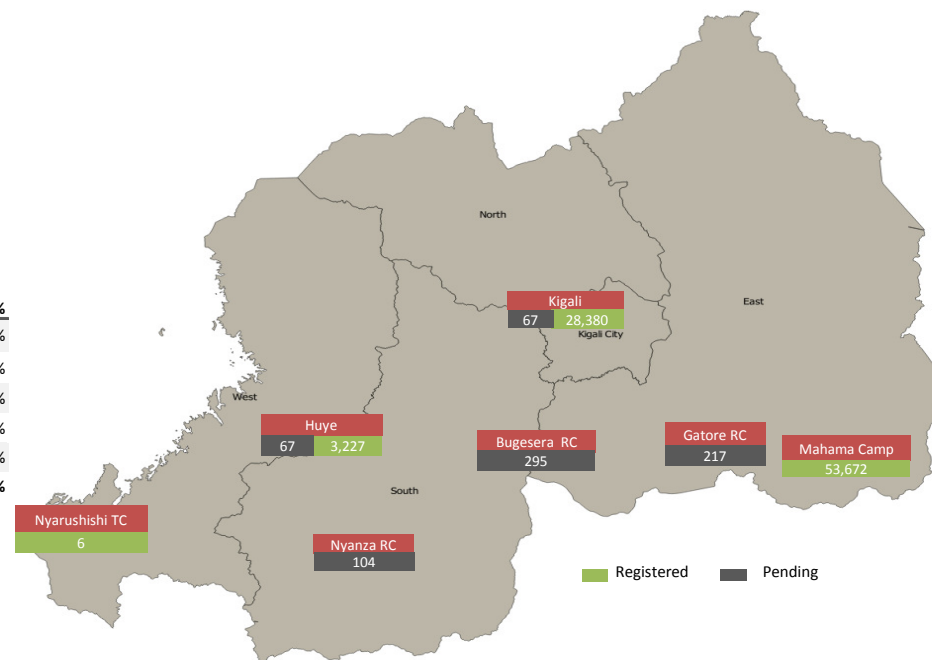 North
East
Kigali
67 28,380
Kigali City
%
%
%
%
%
%
%
West
Huye
67 3,227
Bugesera RC
295
Gatore RC
217
Mahama Camp
53,672
South
Nyarushishi TC
6
Nyanza RC
104
Registered Pending